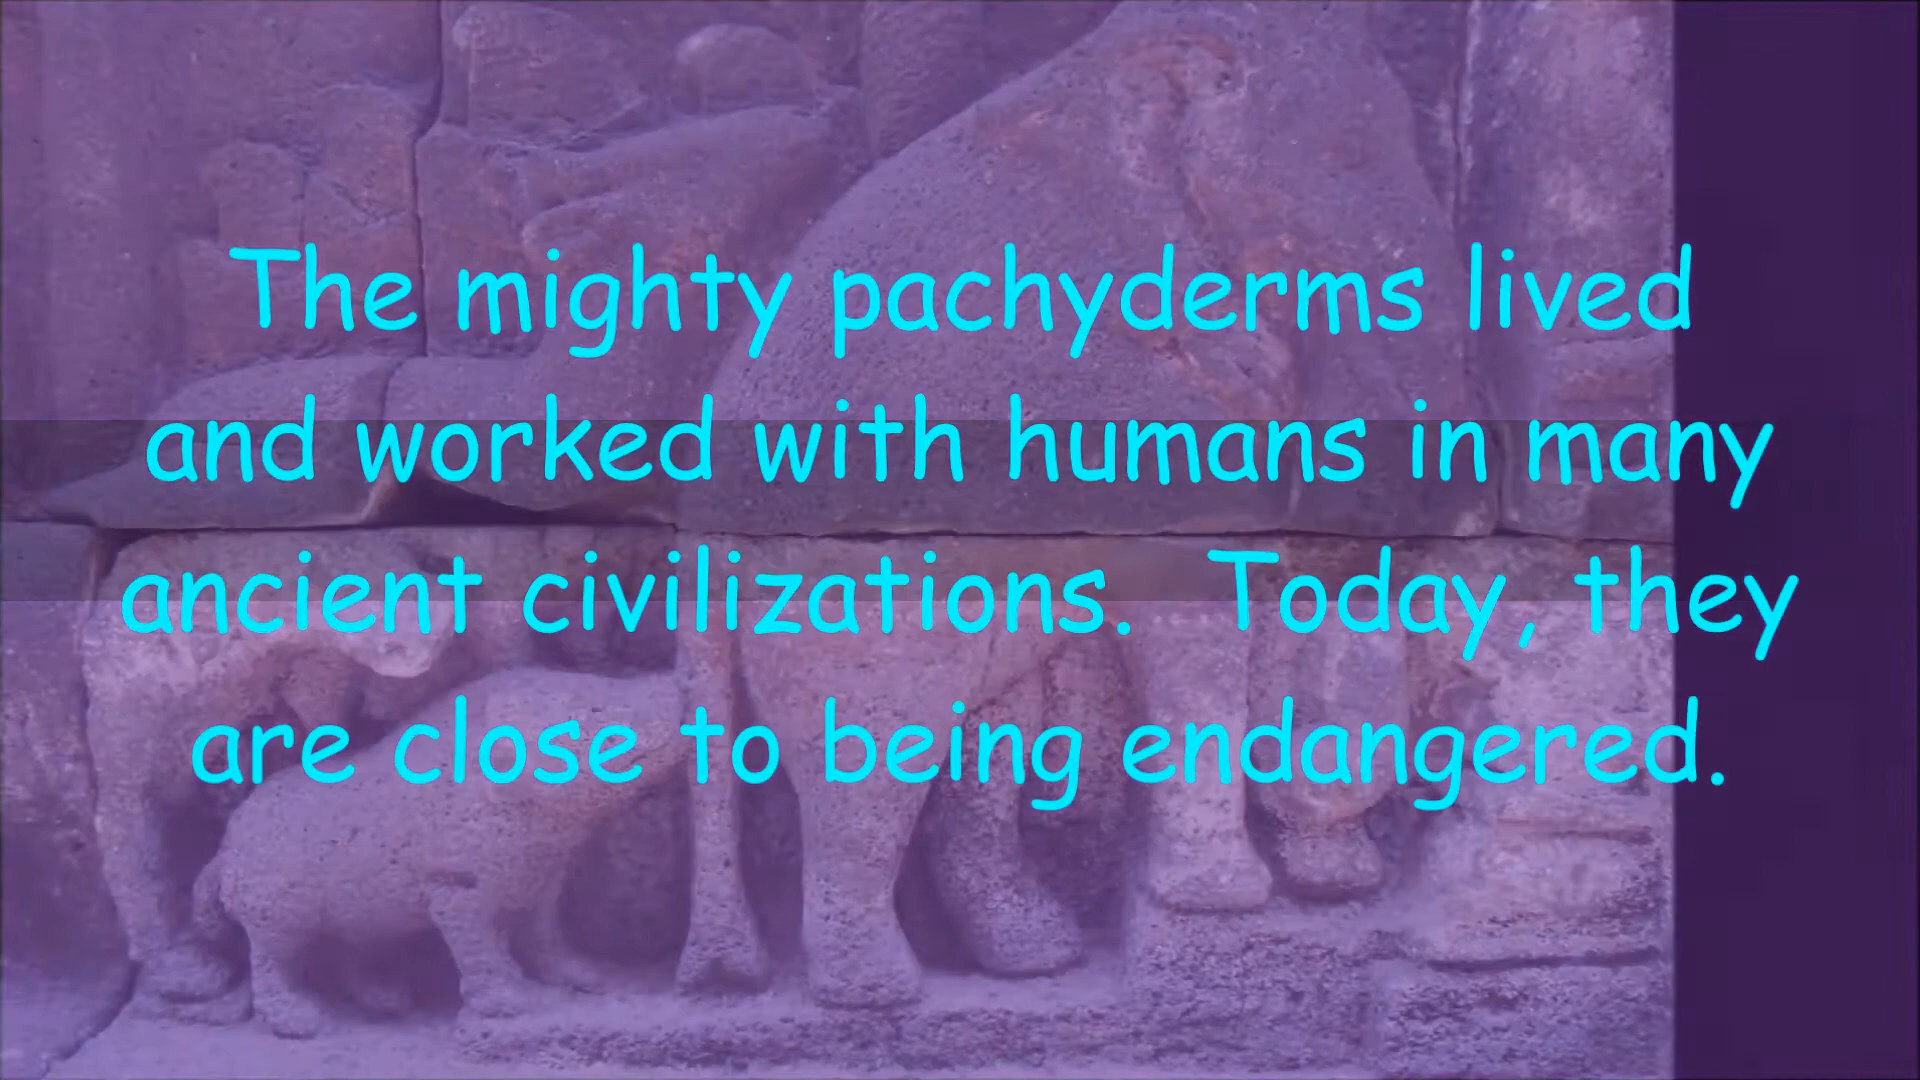 The mighty pachyderms lived
and worked with humans in many
ancient civilizations.  Today, they
are close to being endangered.